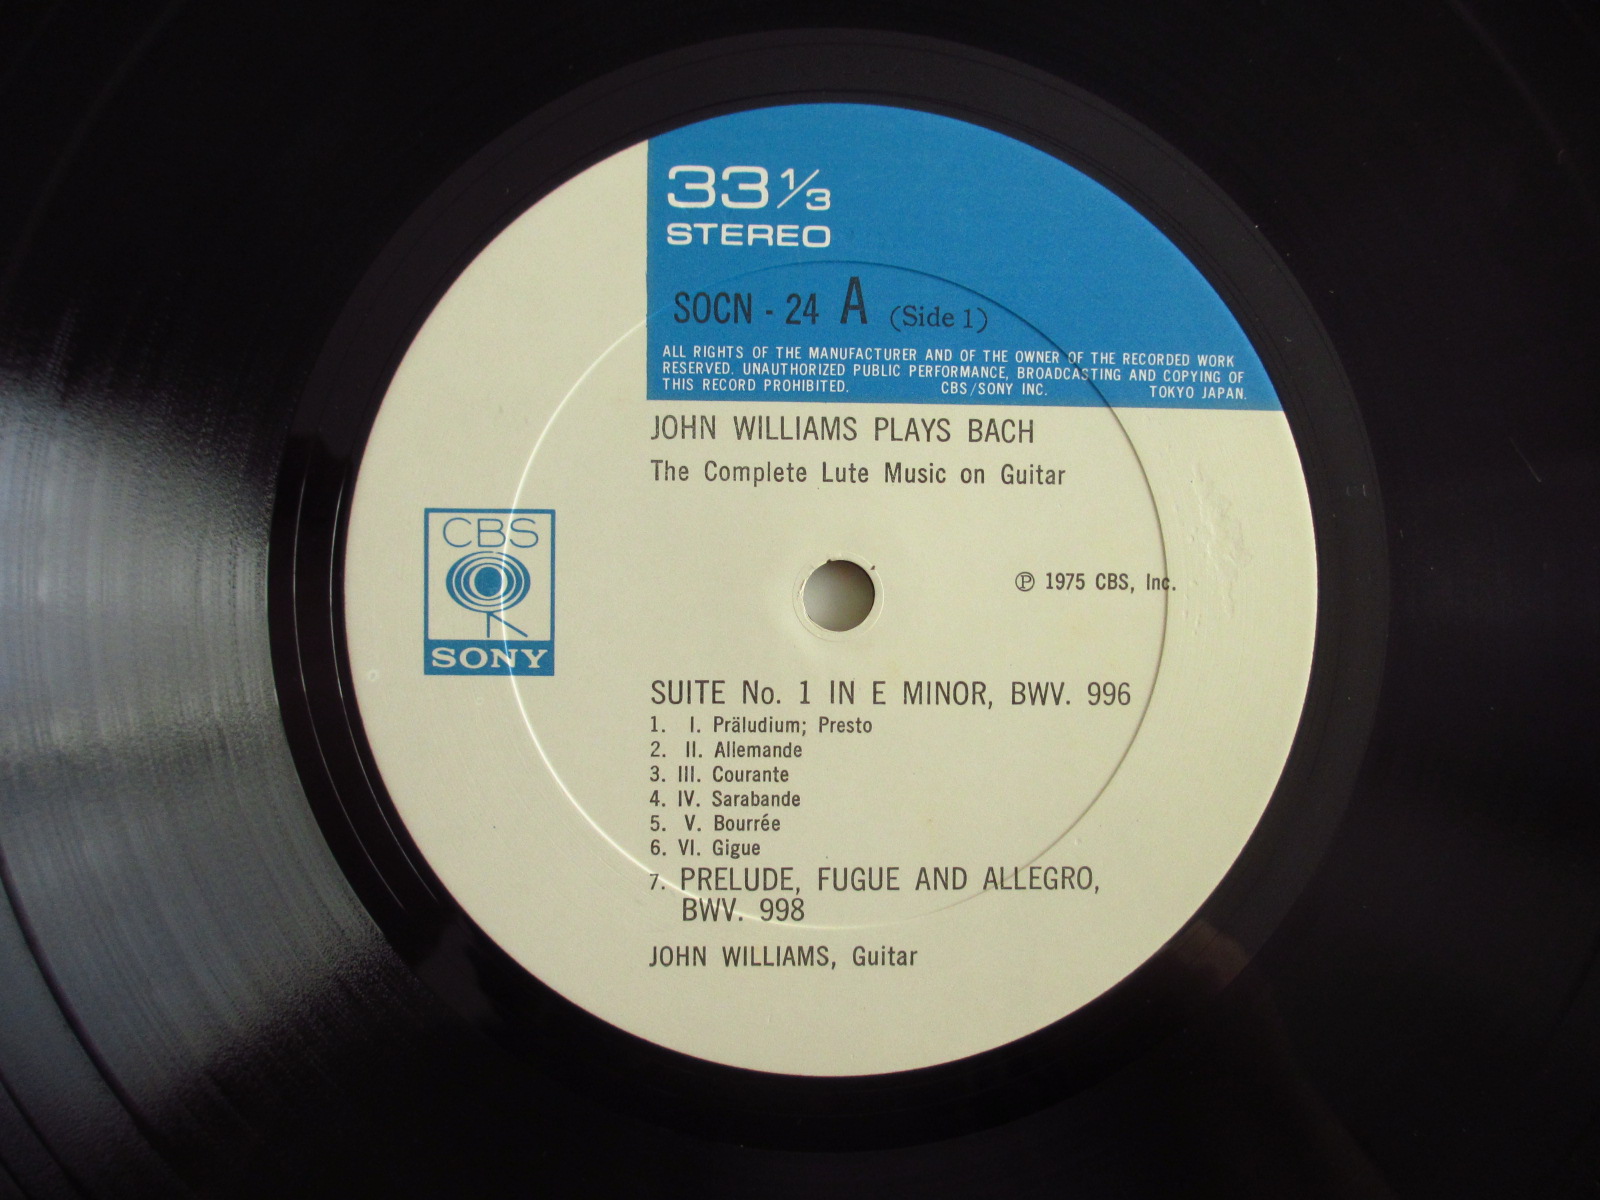 33 1/3
STEREO
SOCN - 24 A (Side 1)
ALL RIGHTS OF THE MANUFACTURER AND OF THE OWNER OF THE RECORDED WORK
RESERVED. UNAUTHORIZED PUBLIC PERFORMANCE, BROADCASTING AND COPYING OF
THIS RECORD PROHIBITED. CBS/SONY INC. TOKYO JAPAN.
JOHN WILLIAMS PLAYS BACH
The Complete Lute Music on Guitar
CBS
SONY
℗ 1975 CBS, Inc.
SUITE No. 1 IN E MINOR, BWV. 996
1. I. Präludium; Presto
2. II. Allemande
3. III. Courante
4. IV. Sarabande
5. V. Bourrée
6. VI. Gigue
7. PRELUDE, FUGUE AND ALLEGRO,
BWV. 998
JOHN WILLIAMS, Guitar